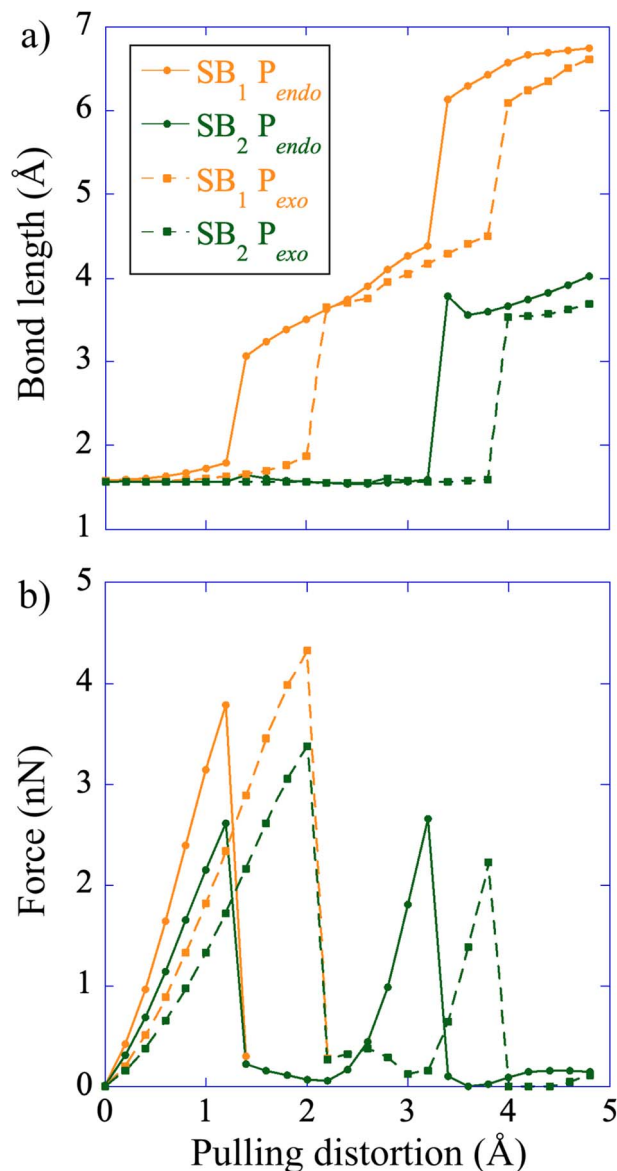 a)
7
6
5
4
3
2
1
Bond length (Å)
SB1 Pendo
SB2 Pendo
SB1 Pexo
SB2 Pexo
b)
5
4
3
2
1
0
Force (nN)
0 1 2 3 4 5
Pulling distortion (Å)